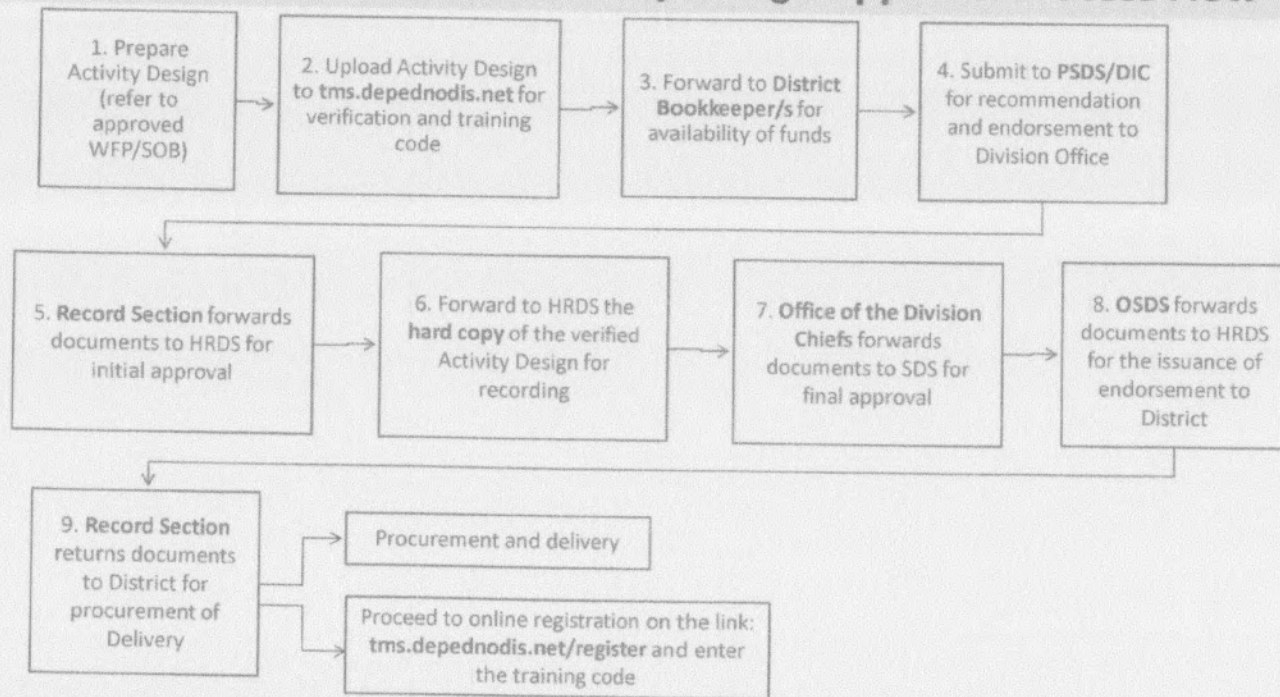 1. Prepare
Activity Design
(refer to
approved
WFP/SOB)
2. Upload Activity Design
to tms.depednodis.net for
verification and training
code
3. Forward to District
Bookkeeper/s for
availability of funds
4. Submit to PSDS/DIC
for recommendation
and endorsement to
Division Office
5. Record Section forwards
documents to HRDS for
initial approval
6. Forward to HRDS the
hard copy of the verified
Activity Design for
recording
7. Office of the Division
Chiefs forwards
documents to SDS for
final approval
8. OSDS forwards
documents to HRDS
for the issuance of
endorsement to
District
9. Record Section
returns documents
to District for
procurement of
Delivery
Procurement and delivery
Proceed to online registration on the link:
tms.depednodis.net/register and enter
the training code